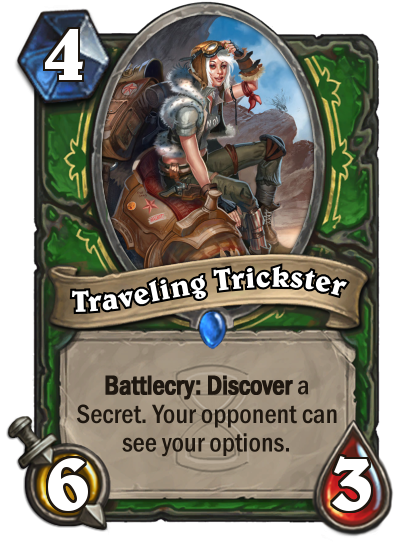 4
Traveling Trickster
Battlecry: Discover a
Secret. Your opponent can
see your options.
6
3